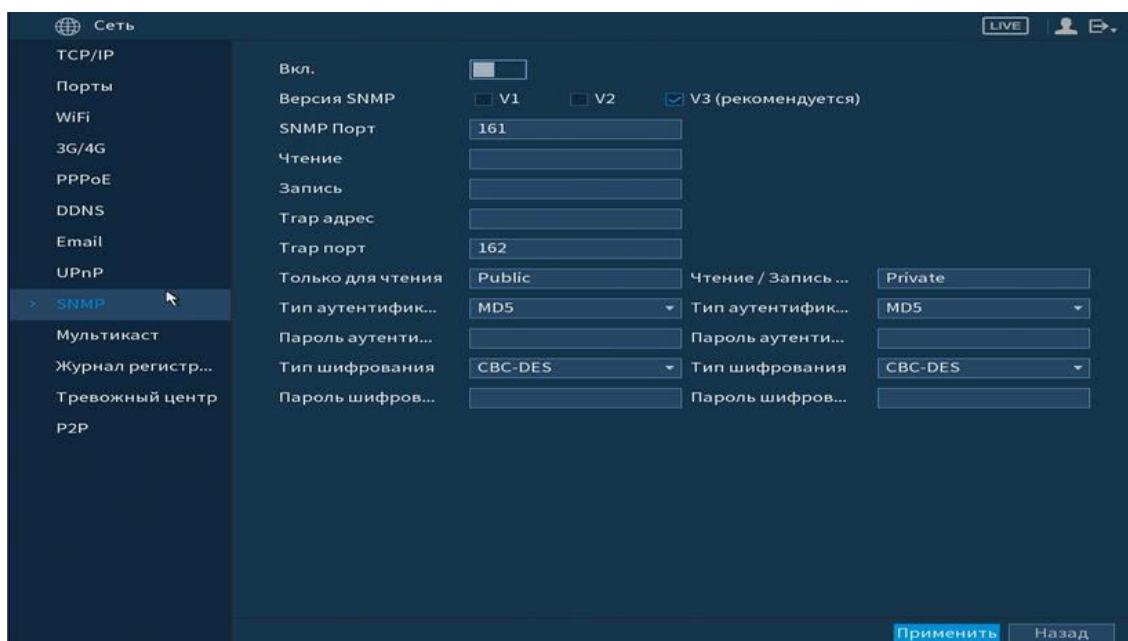 Сеть LIVE
TCP/IP
Порты
WiFi
3G/4G
PPPoE
DDNS
Email
UPnP
SNMP
Мультикаст
Журнал регистр...
Тревожный центр
P2P
Вкл.
Версия SNMP V1 V2 V3 (рекомендуется)
SNMP Порт 161
Чтение
Запись
Trap адрес
Trap порт 162
Только для чтения Public Чтение / Запись ... Private
Тип аутентифик... MD5 Тип аутентифик... MD5
Пароль аутенти... Пароль аутенти...
Тип шифрования CBC-DES Тип шифрования CBC-DES
Пароль шифров... Пароль шифров...
Применить Назад